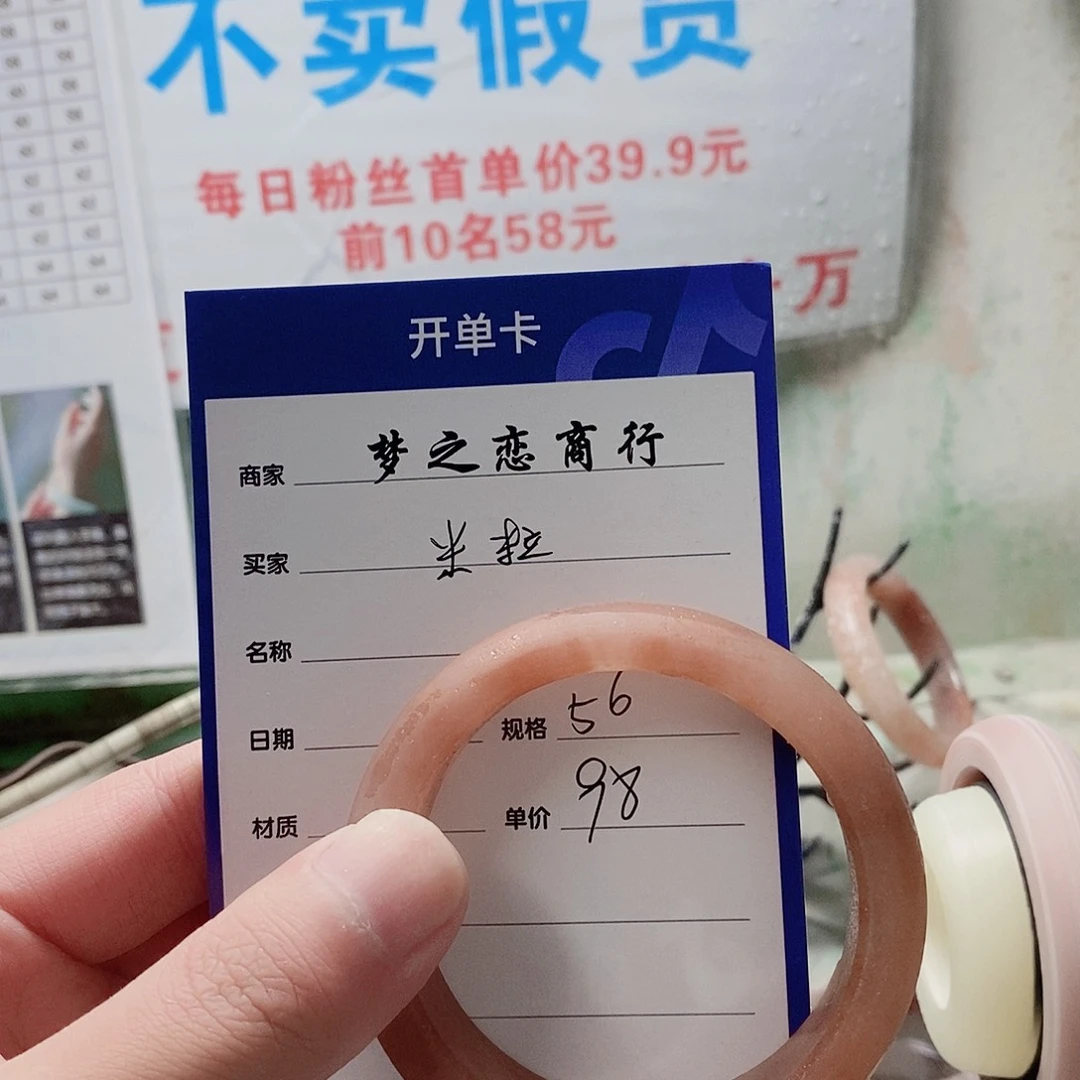 不卖假货
每日粉丝首单价39.9元
前10名58元
万
开单卡
商家 梦之恋商行
买家 米粒
名称
日期 规格 56
材质 单价 98